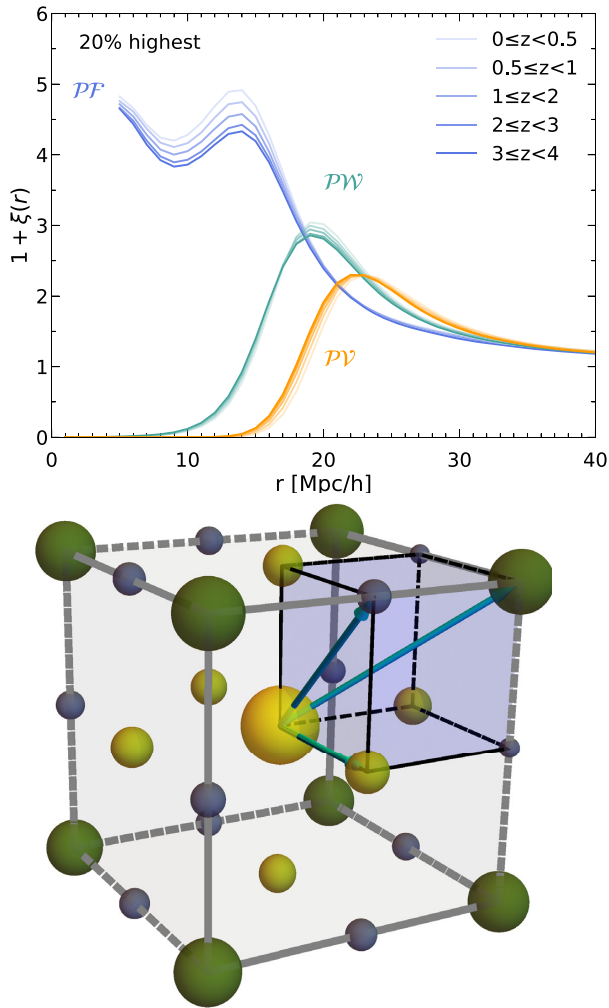 20% highest
0≤z<0.5
0.5≤z<1
1≤z<2
2≤z<3
3≤z<4
PF
PW
PV
1 + ξ(r)
6
5
4
3
2
1
0
0 10 20 30 40
r [Mpc/h]